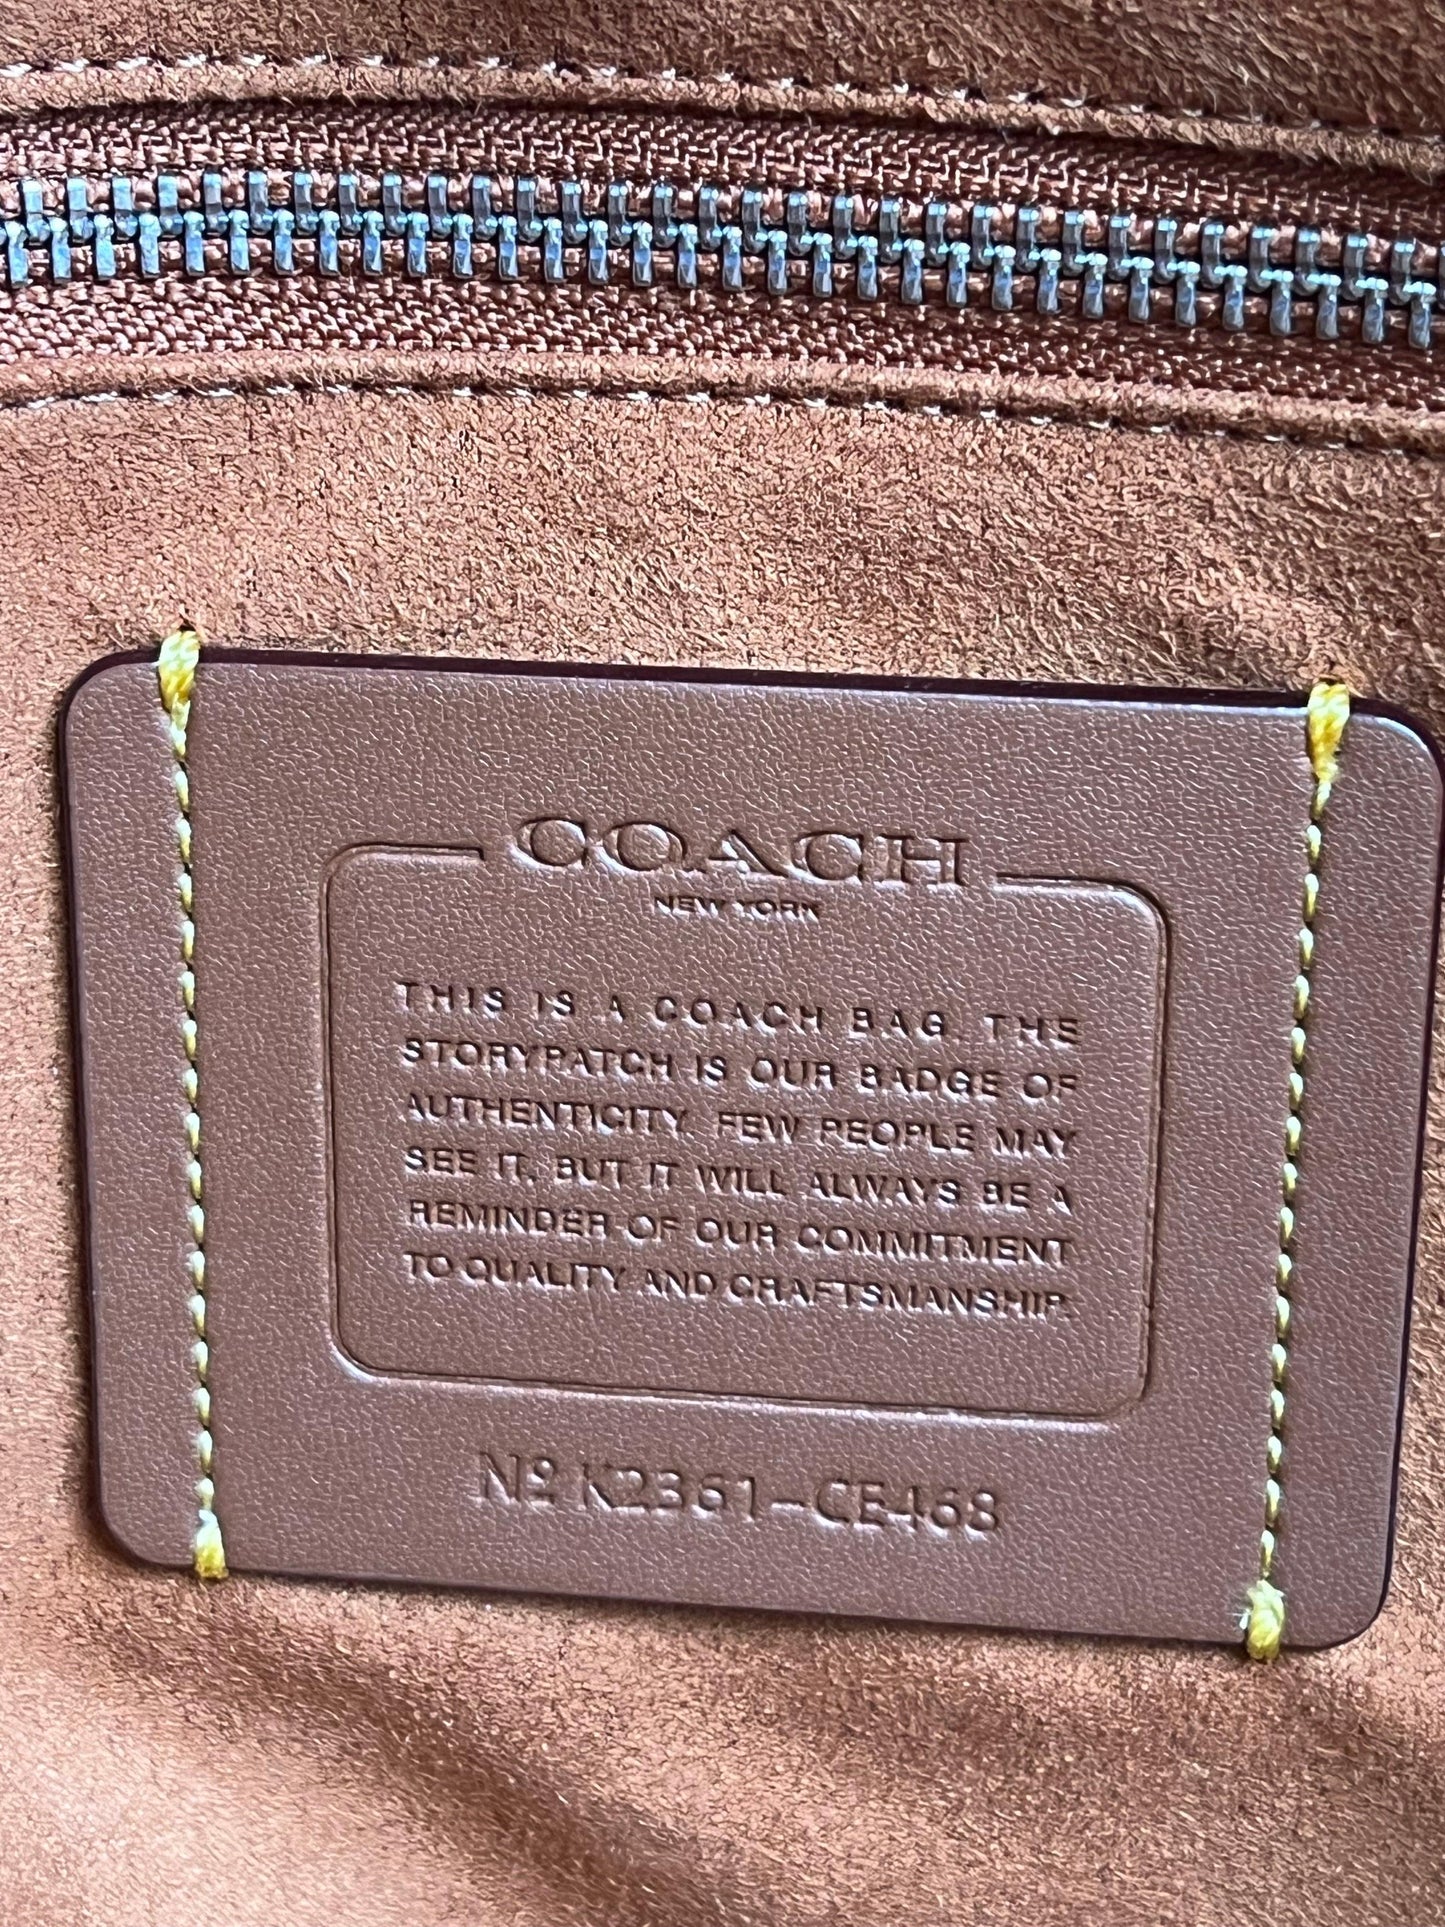 COACH
NEW YORK
THIS IS A COACH BAG. THE
STORYPATCH IS OUR BADGE OF
AUTHENTICITY. FEW PEOPLE MAY
SEE IT, BUT IT WILL ALWAYS BE A
REMINDER OF OUR COMMITMENT
TO QUALITY AND CRAFTSMANSHIP.
Nº K2361-CE468